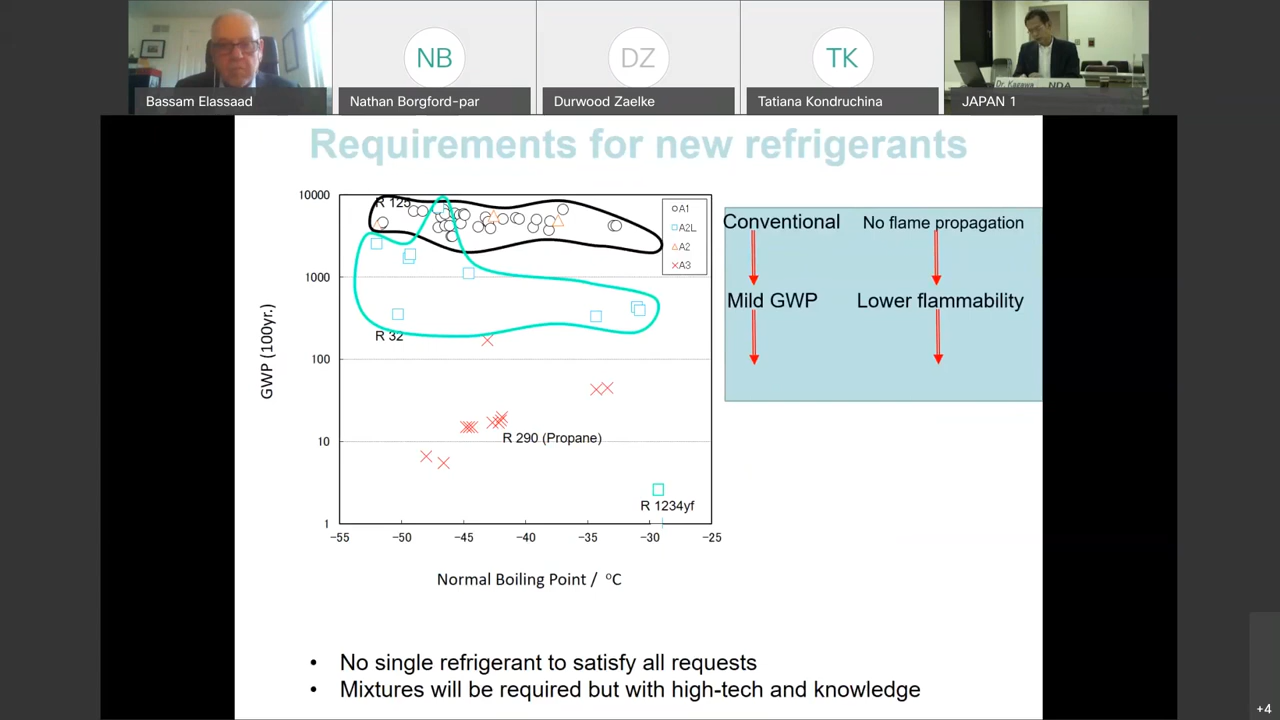 NB
DZ
TK
Bassam Elassaad
Nathan Borgford-par
Durwood Zaelke
Tatiana Kondruchina
Dr. Kagawa
NDA
JAPAN 1
Requirements for new refrigerants
10000
1000
100
10
1
GWP (100yr.)
R 125
R 32
R 290 (Propane)
R 1234yf
A1
A2L
A2
A3
-55
-50
-45
-40
-35
-30
-25
Normal Boiling Point / °C
Conventional
No flame propagation
Mild GWP
Lower flammability
• No single refrigerant to satisfy all requests
• Mixtures will be required but with high-tech and knowledge
+4